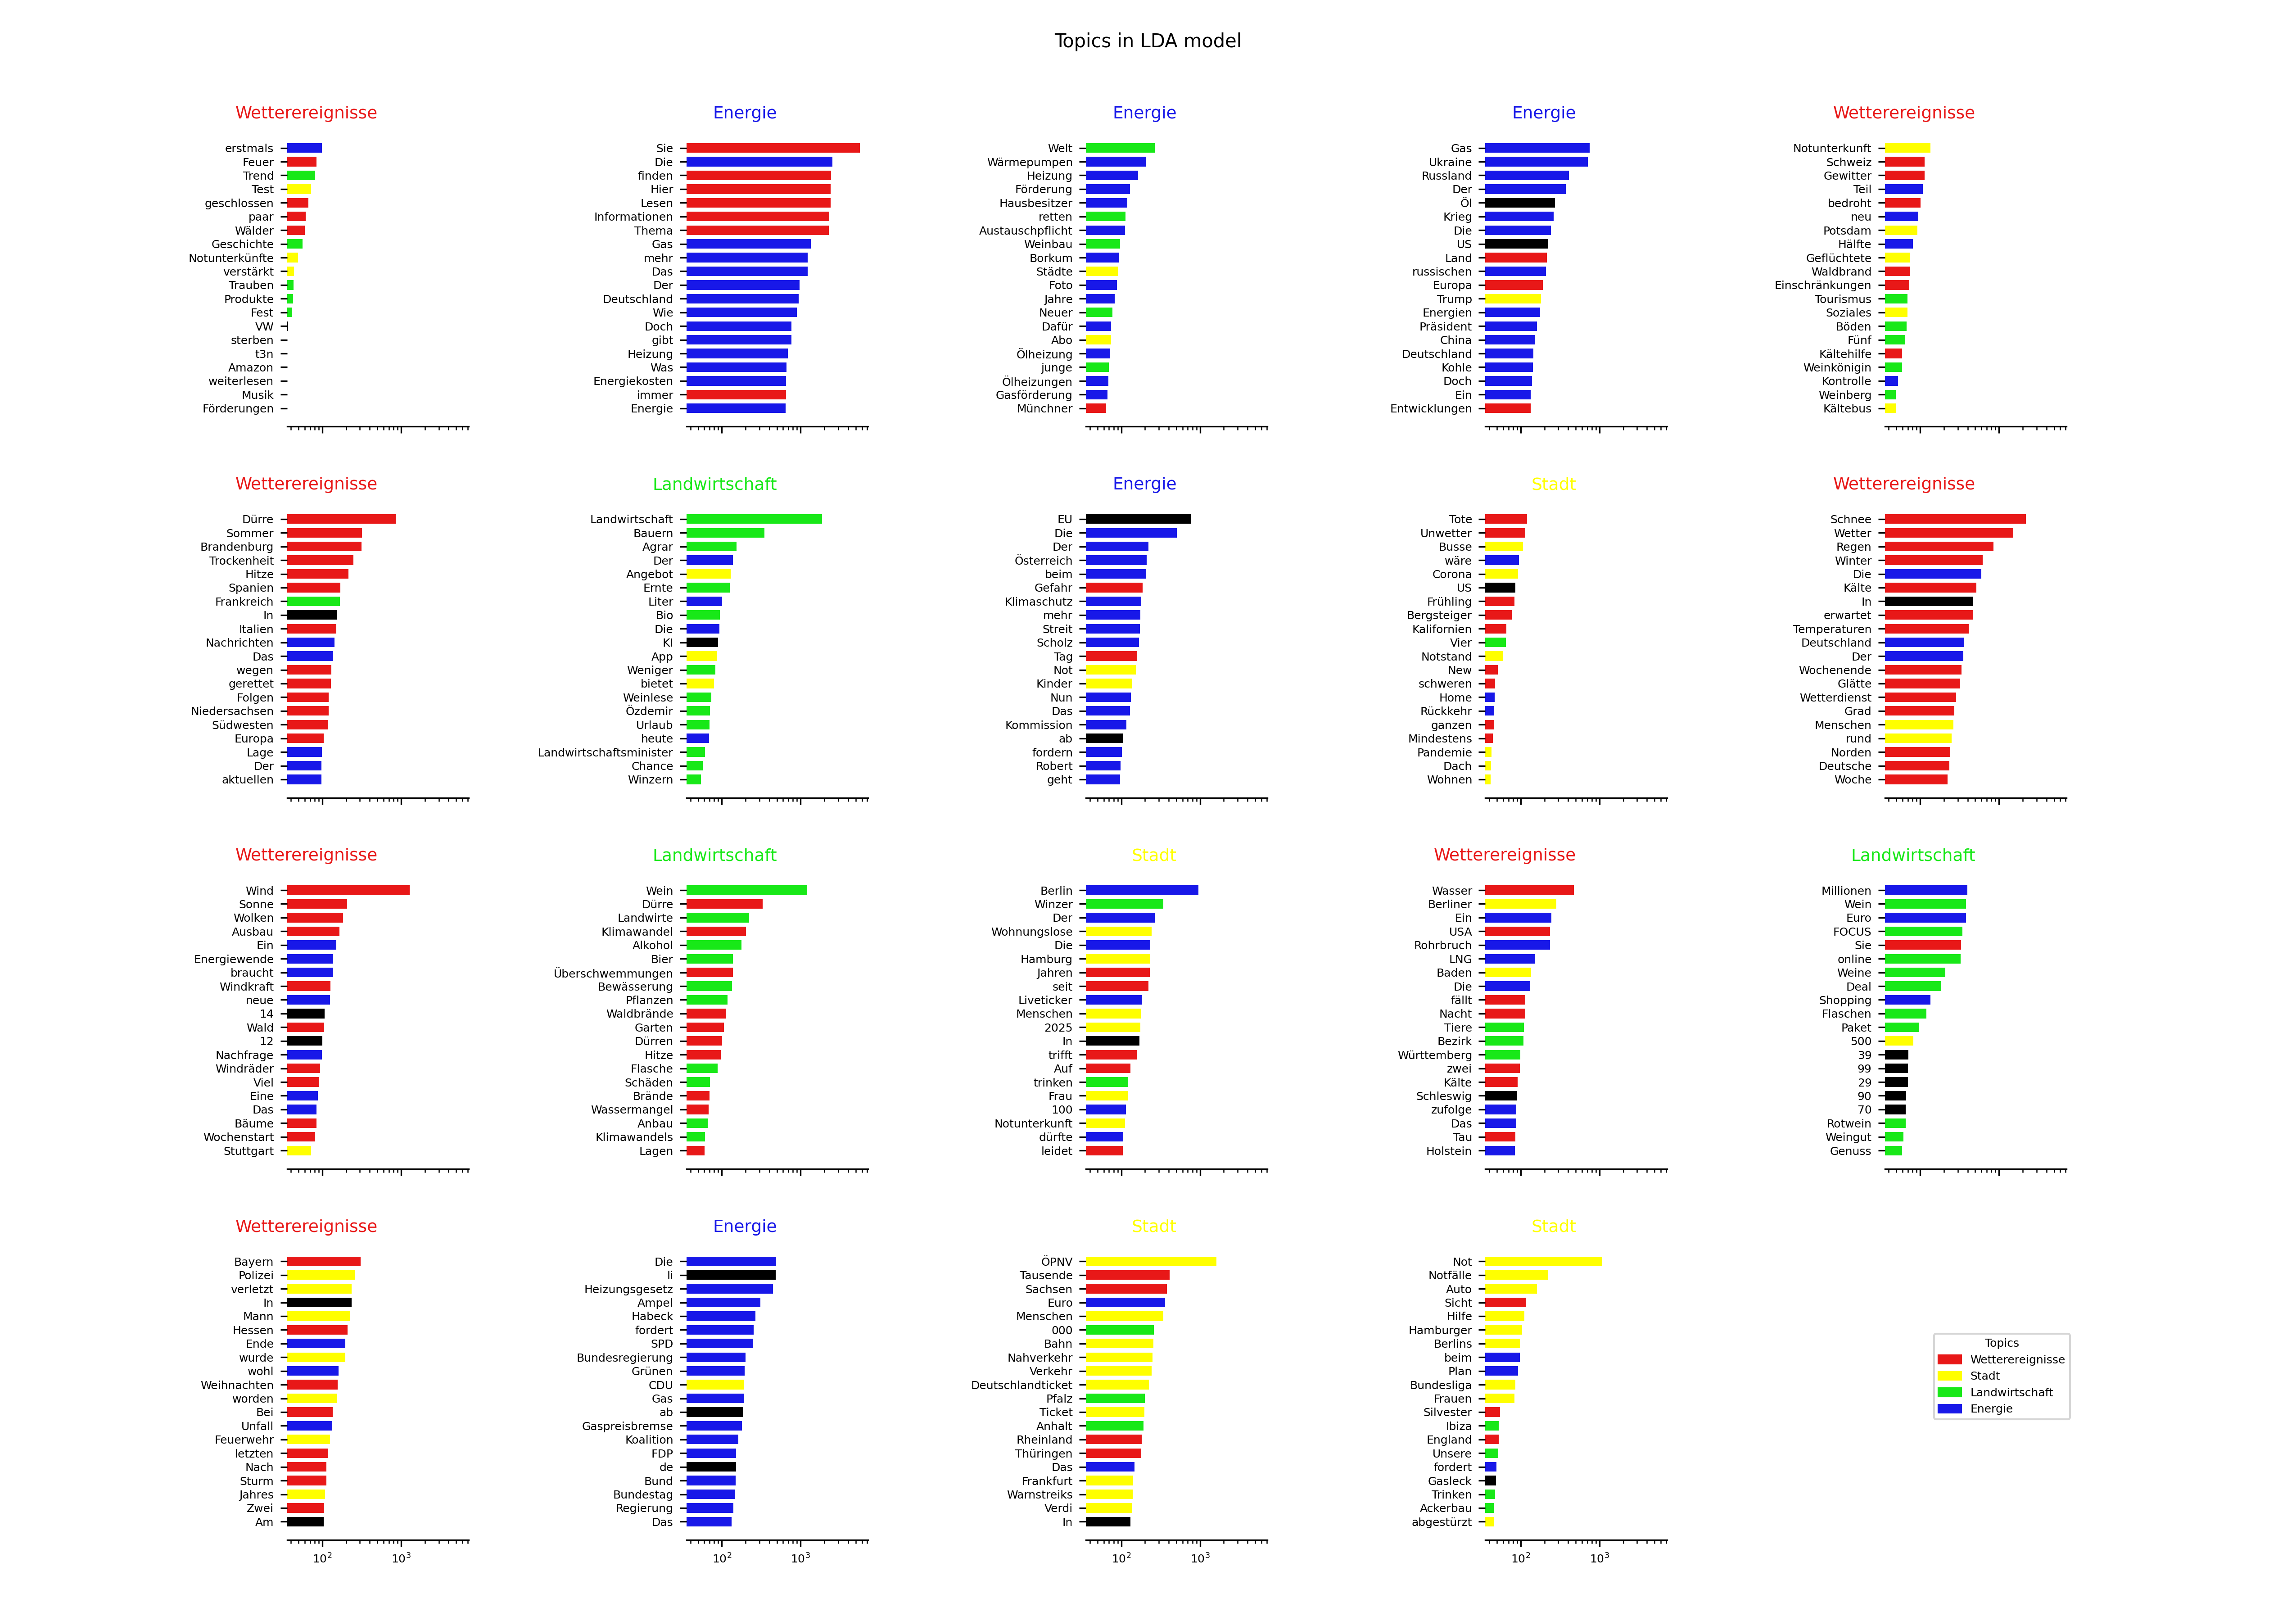 Topics in LDA model
Wetterereignisse
erstmals
Feuer
Trend
Test
geschlossen
paar
Wälder
Geschichte
Notunterkünfte
verstärkt
Trauben
Produkte
Fest
VW
sterben
t3n
Amazon
weiterlesen
Musik
Förderungen
Energie
Sie
Die
finden
Hier
Lesen
Informationen
Thema
Gas
mehr
Das
Der
Deutschland
Wie
Doch
gibt
Heizung
Was
Energiekosten
immer
Energie
Energie
Welt
Wärmepumpen
Heizung
Förderung
Hausbesitzer
retten
Austauschpflicht
Weinbau
Borkum
Städte
Foto
Jahre
Neuer
Dafür
Abo
Ölheizung
junge
Ölheizungen
Gasförderung
Münchner
Energie
Gas
Ukraine
Russland
Der
Öl
Krieg
Die
US
Land
russischen
Europa
Trump
Energien
Präsident
China
Deutschland
Kohle
Doch
Ein
Entwicklungen
Wetterereignisse
Notunterkunft
Schweiz
Gewitter
Teil
bedroht
neu
Potsdam
Hälfte
Geflüchtete
Waldbrand
Einschränkungen
Tourismus
Soziales
Böden
Fünf
Kältehilfe
Weinkönigin
Kontrolle
Weinberg
Kältebus
Wetterereignisse
Dürre
Sommer
Brandenburg
Trockenheit
Hitze
Spanien
Frankreich
In
Italien
Nachrichten
Das
wegen
gerettet
Folgen
Niedersachsen
Südwesten
Europa
Lage
Der
aktuellen
Landwirtschaft
Landwirtschaft
Bauern
Agrar
Der
Angebot
Ernte
Liter
Bio
Die
KI
App
Weniger
bietet
Weinlese
Özdemir
Urlaub
heute
Landwirtschaftsminister
Chance
Winzern
Energie
EU
Die
Der
Österreich
beim
Gefahr
Klimaschutz
mehr
Streit
Scholz
Tag
Not
Kinder
Nun
Das
Kommission
ab
fordern
Robert
geht
Stadt
Tote
Unwetter
Busse
wäre
Corona
US
Frühling
Bergsteiger
Kalifornien
Vier
Notstand
New
schweren
Home
Rückkehr
ganzen
Mindestens
Pandemie
Dach
Wohnen
Wetterereignisse
Schnee
Wetter
Regen
Winter
Die
Kälte
In
erwartet
Temperaturen
Deutschland
Der
Wochenende
Glätte
Wetterdienst
Grad
Menschen
rund
Norden
Deutsche
Woche
Wetterereignisse
Wind
Sonne
Wolken
Ausbau
Ein
Energiewende
braucht
Windkraft
neue
14
Wald
12
Nachfrage
Windräder
Viel
Eine
Das
Bäume
Wochenstart
Stuttgart
Landwirtschaft
Wein
Dürre
Landwirte
Klimawandel
Alkohol
Bier
Überschwemmungen
Bewässerung
Pflanzen
Waldbrände
Garten
Dürren
Hitze
Flasche
Schäden
Brände
Wassermangel
Anbau
Klimawandels
Lagen
Stadt
Berlin
Winzer
Der
Wohnungslose
Die
Hamburg
Jahren
seit
Liveticker
Menschen
2025
In
trifft
Auf
trinken
Frau
100
Notunterkunft
dürfte
leidet
Wetterereignisse
Wasser
Berliner
Ein
USA
Rohrbruch
LNG
Baden
Die
fällt
Nacht
Tiere
Bezirk
Württemberg
zwei
Kälte
Schleswig
zufolge
Das
Tau
Holstein
Landwirtschaft
Millionen
Wein
Euro
FOCUS
Sie
online
Weine
Deal
Shopping
Flaschen
Paket
500
39
99
29
90
70
Rotwein
Weingut
Genuss
Wetterereignisse
Bayern
Polizei
verletzt
In
Mann
Hessen
Ende
wurde
wohl
Weihnachten
worden
Bei
Unfall
Feuerwehr
letzten
Nach
Sturm
Jahres
Zwei
Am
10² 10³
Energie
Die
li
Heizungsgesetz
Ampel
Habeck
fordert
SPD
Bundesregierung
Grünen
CDU
Gas
ab
Gaspreisbremse
Koalition
FDP
de
Bund
Bundestag
Regierung
Das
10² 10³
Stadt
ÖPNV
Tausende
Sachsen
Euro
Menschen
000
Bahn
Nahverkehr
Verkehr
Deutschlandticket
Pfalz
Ticket
Anhalt
Rheinland
Thüringen
Das
Frankfurt
Warnstreiks
Verdi
In
10² 10³
Stadt
Not
Notfälle
Auto
Sicht
Hilfe
Hamburger
Berlins
beim
Plan
Bundesliga
Frauen
Silvester
Ibiza
England
Unsere
fordert
Gasleck
Trinken
Ackerbau
abgestürzt
10² 10³
Topics
Wetterereignisse
Stadt
Landwirtschaft
Energie